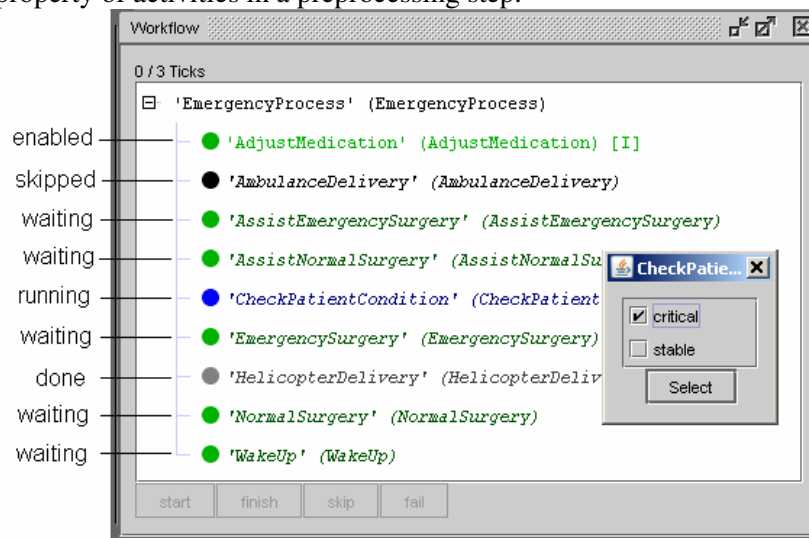 property of activities in a preprocessing step.
Workflow
0 / 3 Ticks
'EmergencyProcess' (EmergencyProcess)
enabled 'AdjustMedication' (AdjustMedication) [I]
skipped 'AmbulanceDelivery' (AmbulanceDelivery)
waiting 'AssistEmergencySurgery' (AssistEmergencySurgery)
waiting 'AssistNormalSurgery' (AssistNormalSu
running 'CheckPatientCondition' (CheckPatient
waiting 'EmergencySurgery' (EmergencySurgery)
done 'HelicopterDelivery' (HelicopterDeliv
waiting 'NormalSurgery' (NormalSurgery)
waiting 'WakeUp' (WakeUp)
CheckPatie...
critical
stable
Select
start finish skip fail